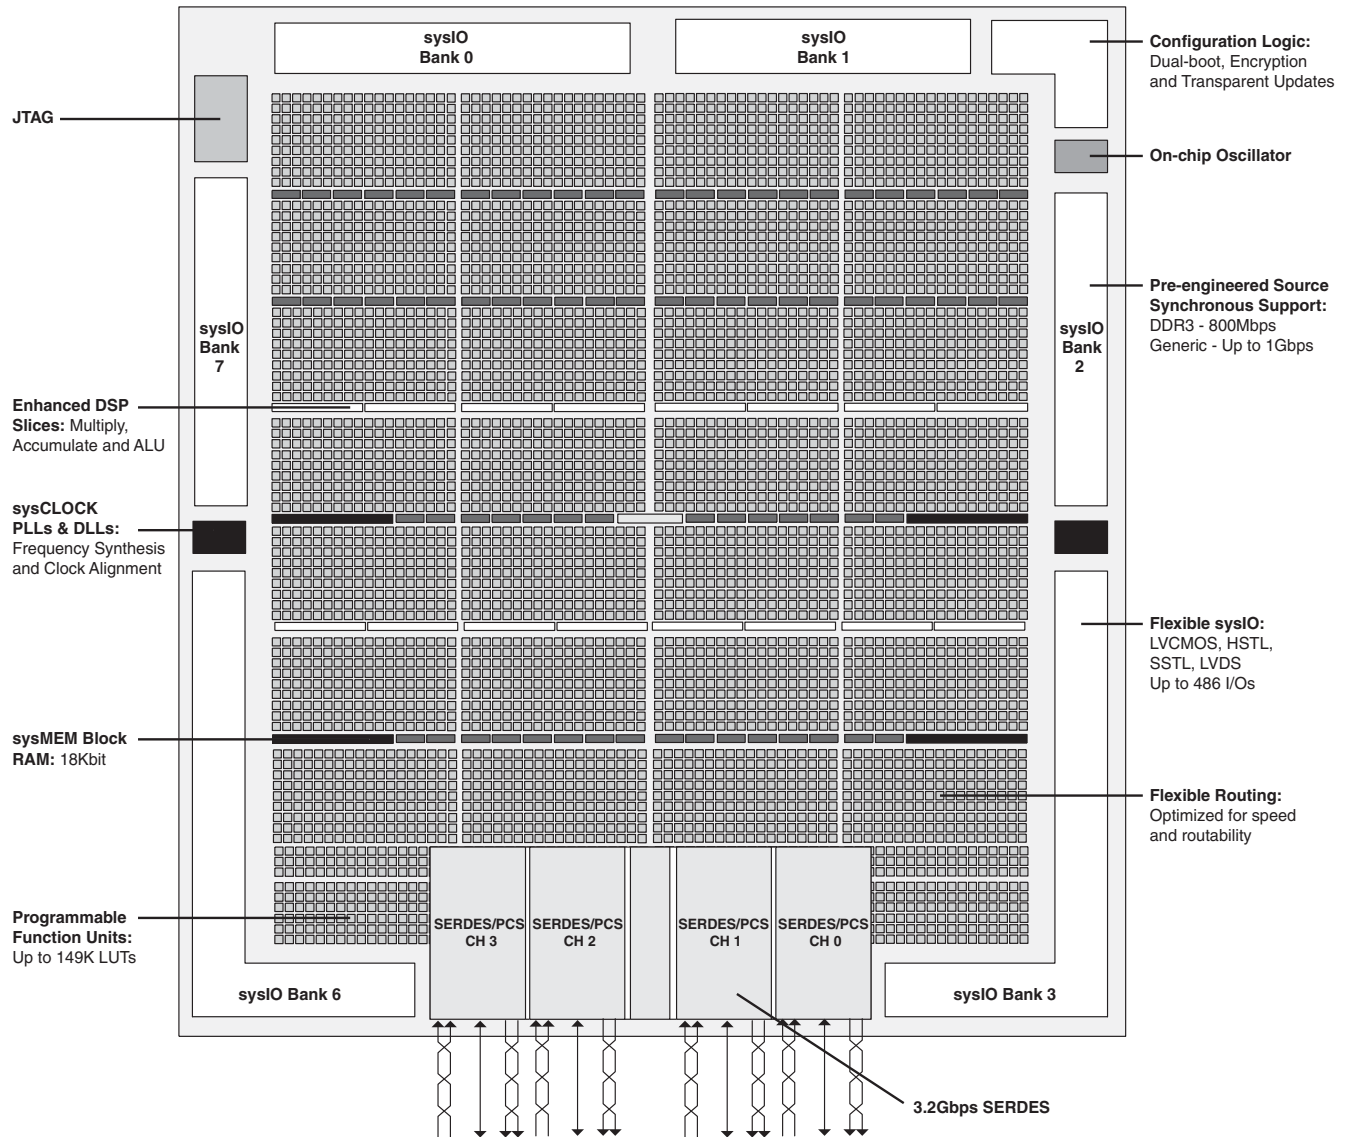 sysIO
Bank 0
sysIO
Bank 1
Configuration Logic:
Dual-boot, Encryption
and Transparent Updates
JTAG
On-chip Oscillator
sysIO
Bank
7
sysIO
Bank
2
Pre-engineered Source
Synchronous Support:
DDR3 - 800Mbps
Generic - Up to 1Gbps
Enhanced DSP
Slices: Multiply,
Accumulate and ALU
sysCLOCK
PLLs & DLLs:
Frequency Synthesis
and Clock Alignment
Flexible sysIO:
LVCMOS, HSTL,
SSTL, LVDS
Up to 486 I/Os
sysMEM Block
RAM: 18Kbit
Flexible Routing:
Optimized for speed
and routability
Programmable
Function Units:
Up to 149K LUTs
SERDES/PCS
CH 3
SERDES/PCS
CH 2
SERDES/PCS
CH 1
SERDES/PCS
CH 0
sysIO Bank 6
sysIO Bank 3
3.2Gbps SERDES